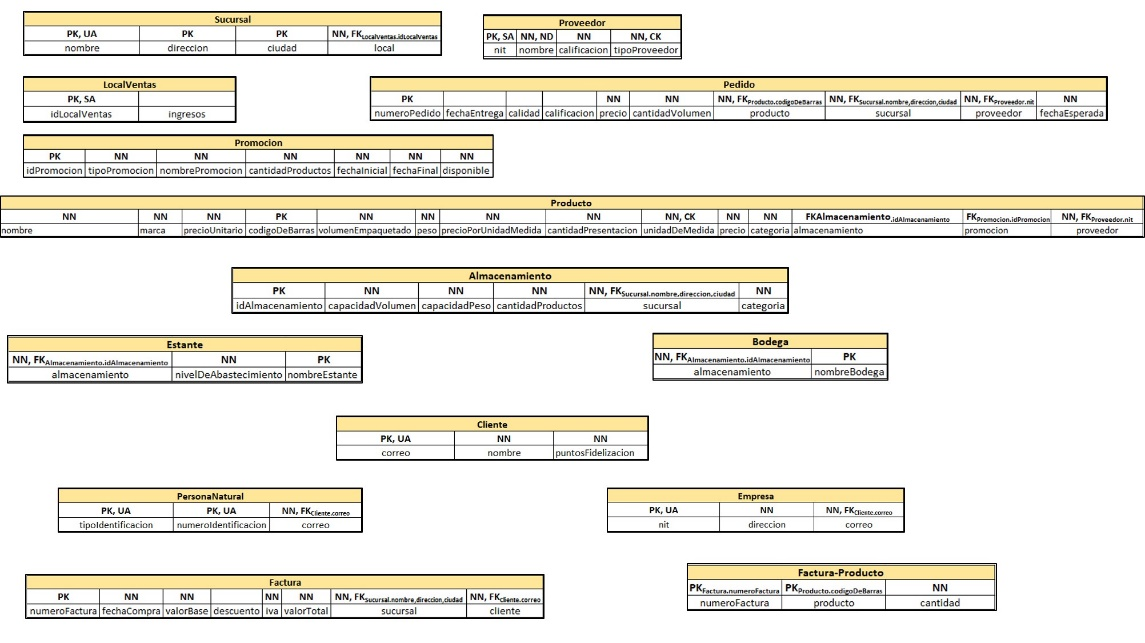 Sucursal
PK, UA PK PK NN, FKLocalVentas.idLocalVentas
nombre direccion ciudad local
Proveedor
PK, SA NN, ND NN NN, CK
nit nombre calificacion tipoProveedor
LocalVentas
PK, SA
idLocalVentas ingresos
Pedido
PK NN NN NN, FKProducto.codigoDeBarras NN, FKSucursal.nombre,direccion,ciudad NN, FKProveedor.nit NN
numeroPedido fechaEntrega calidad calificacion precio cantidadVolumen producto sucursal proveedor fechaEsperada
Promocion
PK NN NN NN NN NN NN
idPromocion tipoPromocion nombrePromocion cantidadProductos fechaInicial fechaFinal disponible
Producto
NN NN NN PK NN NN NN NN NN, CK NN NN FKAlmacenamiento.idAlmacenamiento FKPromocion.idPromocion NN, FKProveedor.nit
nombre marca precioUnitario codigoDeBarras volumenEmpaquetado peso precioPorUnidadMedida cantidadPresentacion unidadDeMedida precio categoria almacenamiento promocion proveedor
Almacenamiento
PK NN NN NN NN, FKSucursal.nombre,direccion,ciudad NN
idAlmacenamiento capacidadVolumen capacidadPeso cantidadProductos sucursal categoria
Estante
NN, FKAlmacenamiento.idAlmacenamiento NN PK
almacenamiento nivelDeAbastecimiento nombreEstante
Bodega
NN, FKAlmacenamiento.idAlmacenamiento PK
almacenamiento nombreBodega
Cliente
PK, UA NN NN
correo nombre puntosFidelizacion
PersonaNatural
PK, UA PK, UA NN, FKCliente.correo
tipoIdentificacion numeroIdentificacion correo
Empresa
PK, UA NN NN, FKCliente.correo
nit direccion correo
Factura
PK NN NN NN NN NN, FKSucursal.nombre,direccion,ciudad NN, FKCliente.correo
numeroFactura fechaCompra valorBase descuento iva valorTotal sucursal cliente
Factura-Producto
PKFactura.numeroFactura PKProducto.codigoDeBarras NN
numeroFactura producto cantidad